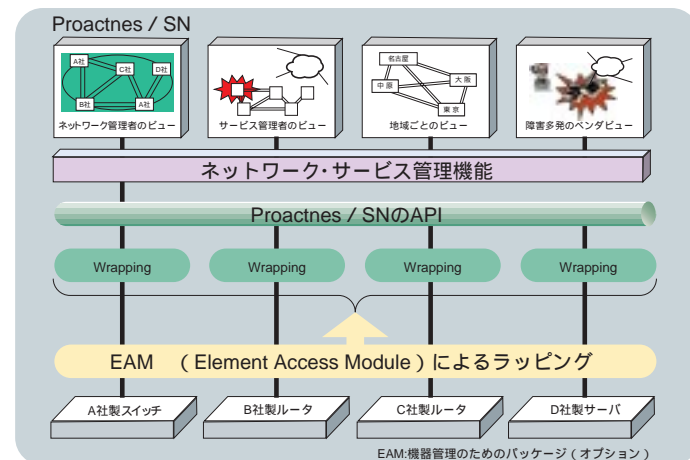 Proactnes / SN
A社
C社
D社
B社
A社
ネットワーク管理者のビュー
サービス管理者のビュー
名古屋
大阪
中原
東京
地域ごとのビュー
障害多発のベンダビュー
ネットワーク・サービス管理機能
Proactnes / SNのAPI
Wrapping
Wrapping
Wrapping
Wrapping
EAM （Element Access Module）によるラッピング
A社製スイッチ
B社製ルータ
C社製ルータ
D社製サーバ
EAM:機器管理のためのパッケージ（オプション）